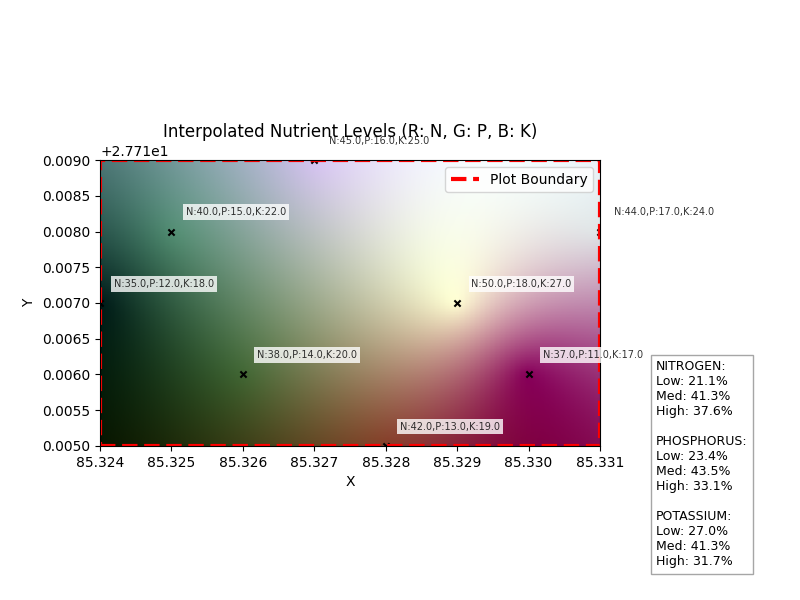 Interpolated Nutrient Levels (R: N, G: P, B: K)
N:45.0,P:16.0,K:25.0
+2.771e1
0.0090
Plot Boundary
0.0085
N:40.0,P:15.0,K:22.0
N:44.0,P:17.0,K:24.0
0.0080
0.0075
N:35.0,P:12.0,K:18.0
N:50.0,P:18.0,K:27.0
Y
0.0070
0.0065
N:38.0,P:14.0,K:20.0
N:37.0,P:11.0,K:17.0
0.0060
0.0055
N:42.0,P:13.0,K:19.0
0.0050
85.324 85.325 85.326 85.327 85.328 85.329 85.330 85.331
X
NITROGEN:
Low: 21.1%
Med: 41.3%
High: 37.6%
PHOSPHORUS:
Low: 23.4%
Med: 43.5%
High: 33.1%
POTASSIUM:
Low: 27.0%
Med: 41.3%
High: 31.7%